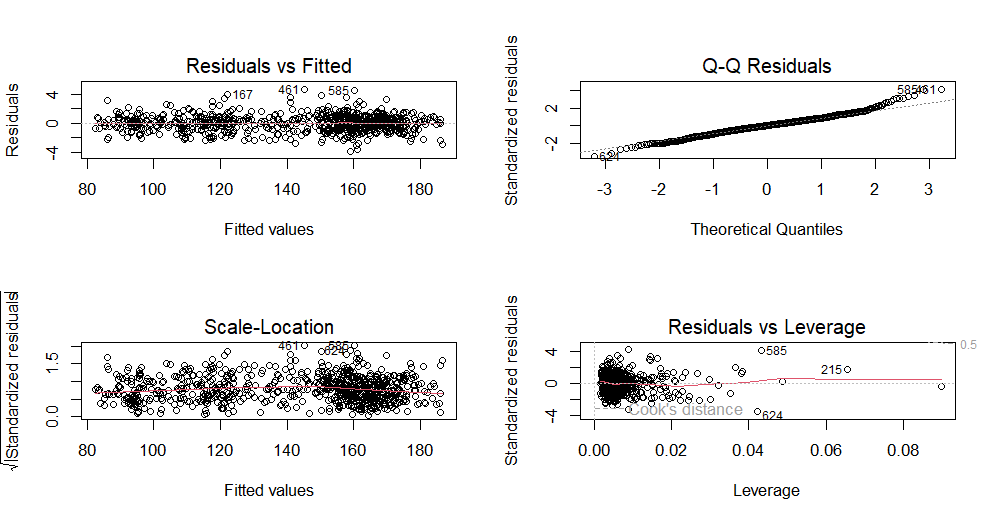 Residuals vs Fitted
Residuals
4
0
-4
167
461
585
80 100 120 140 160 180
Fitted values
Q-Q Residuals
Standardized residuals
2
-2
585
461
624
-3 -2 -1 0 1 2 3
Theoretical Quantiles
Scale-Location
√|Standardized residuals|
1.5
0.0
461
585
624
80 100 120 140 160 180
Fitted values
Residuals vs Leverage
Standardized residuals
4
0
-4
585
215
0.5
Cook's distance
624
0.00 0.02 0.04 0.06 0.08
Leverage